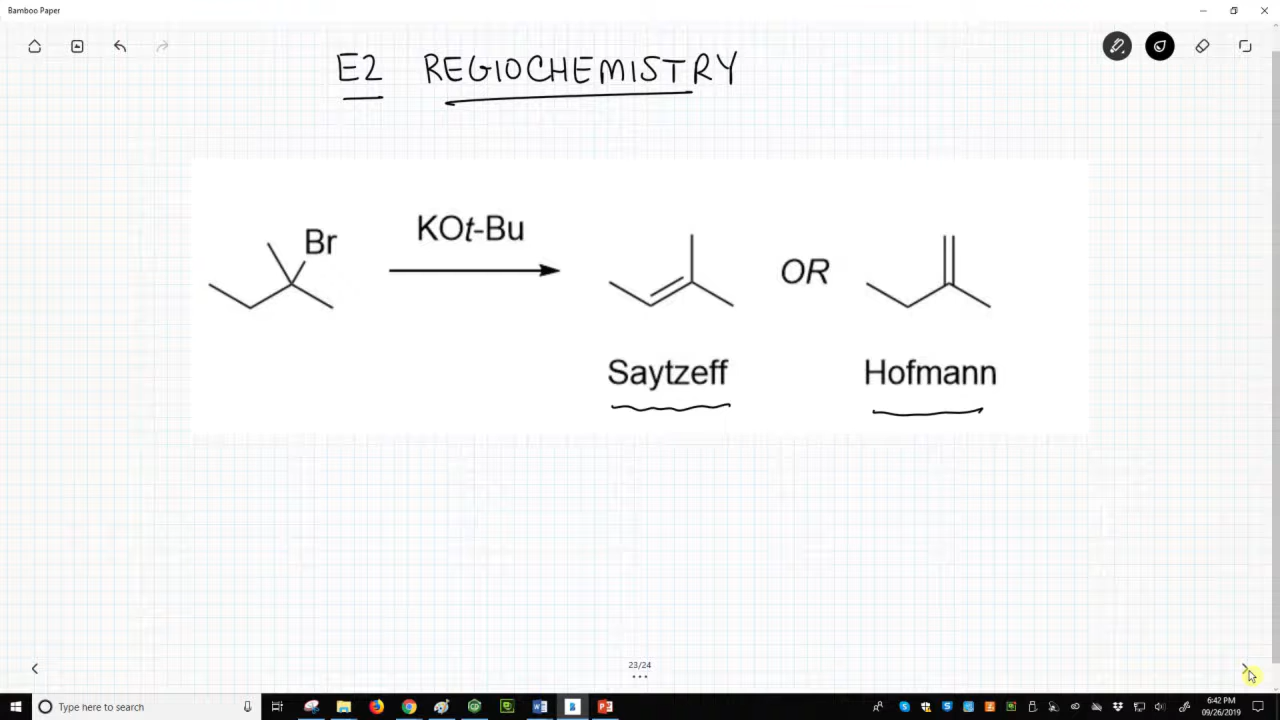 Bamboo Paper
E2 REGIOCHEMISTRY
Br
KOt-Bu
OR
Saytzeff
Hofmann
23/24
Type here to search
6:42 PM
09/26/2019